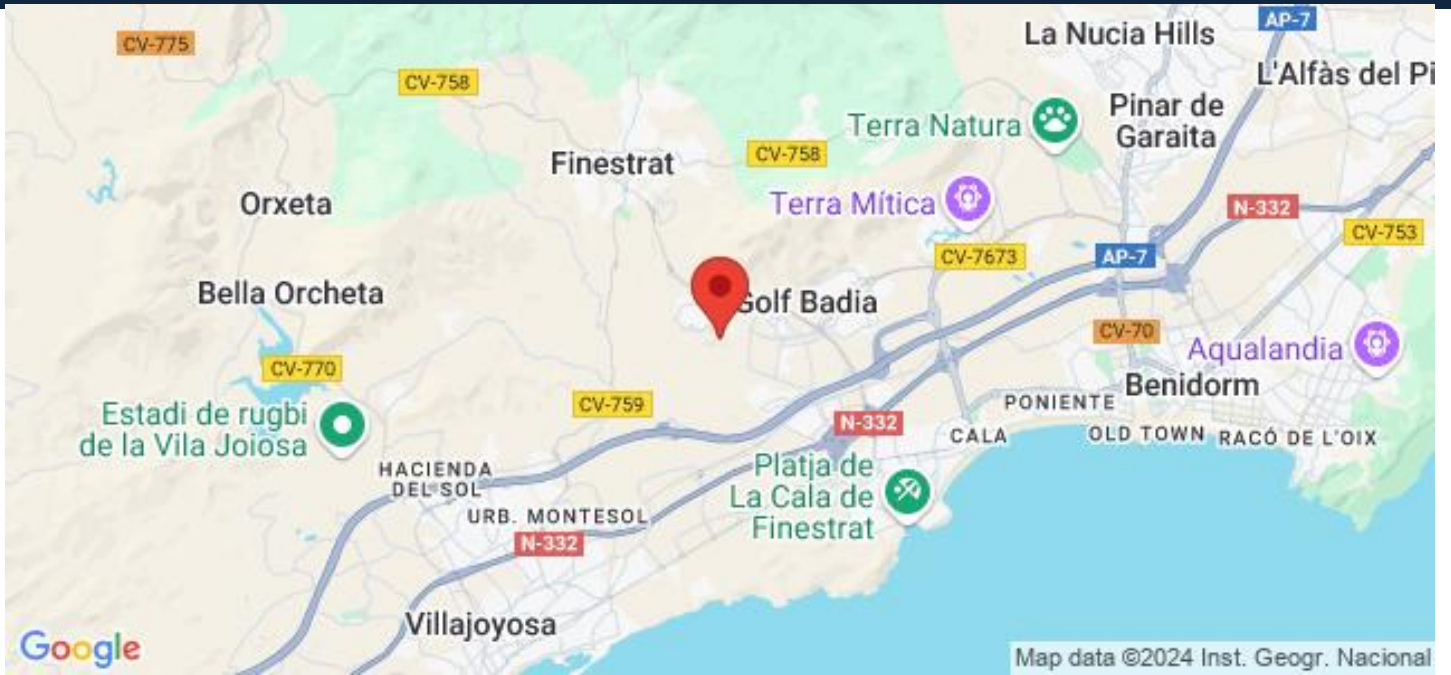 La Nucia Hills
AP-7
CV-775
CV-758
L'Alfàs del Pi
Terra Natura
Pinar de
Garaita
Finestrat
CV-758
Orxeta
Terra Mítica
N-332
CV-753
CV-7673
AP-7
Bella Orcheta
Golf Badia
CV-70
Aqualandia
CV-770
Benidorm
CV-759
PONIENTE
Estadi de rugbi
de la Vila Joiosa
N-332
CALA
OLD TOWN
RACÓ DE L'OIX
HACIENDA
DEL SOL
Platja de
La Cala de
Finestrat
URB. MONTESOL
N-332
Villajoyosa
Google
Map data ©2024 Inst. Geogr. Nacional